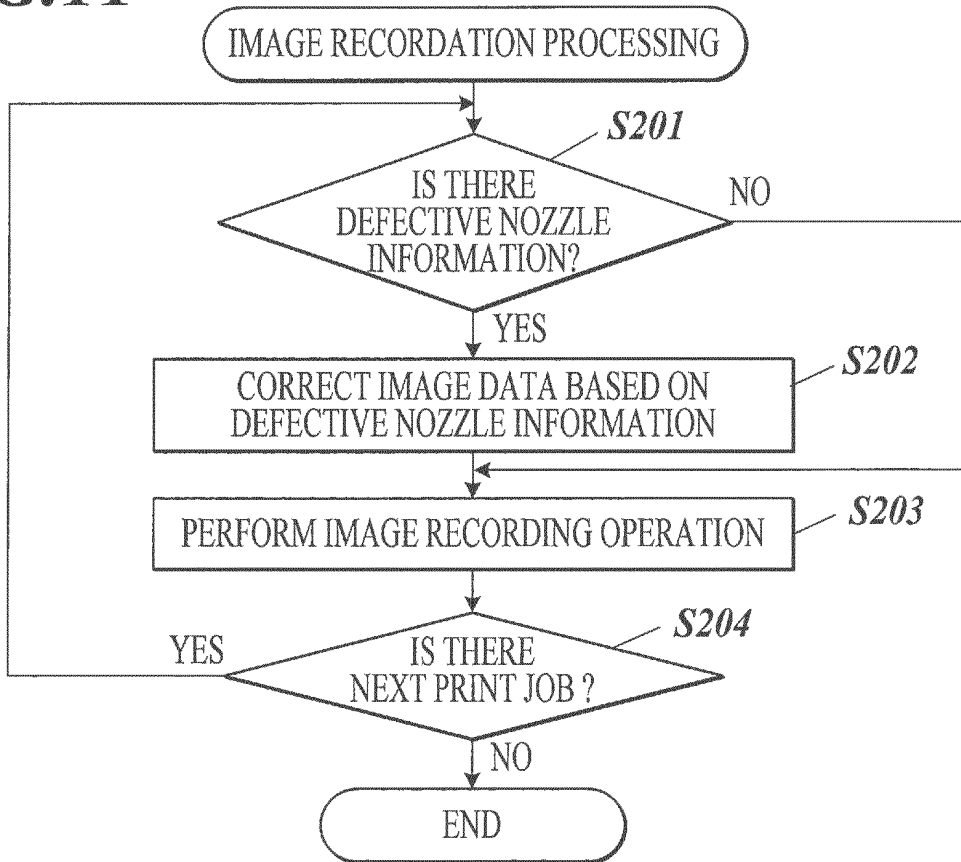 IMAGE RECORDATION PROCESSING
S201
IS THERE
DEFECTIVE NOZZLE
INFORMATION?
NO
YES
S202
CORRECT IMAGE DATA BASED ON
DEFECTIVE NOZZLE INFORMATION
S203
PERFORM IMAGE RECORDING OPERATION
S204
YES
IS THERE
NEXT PRINT JOB ?
NO
END